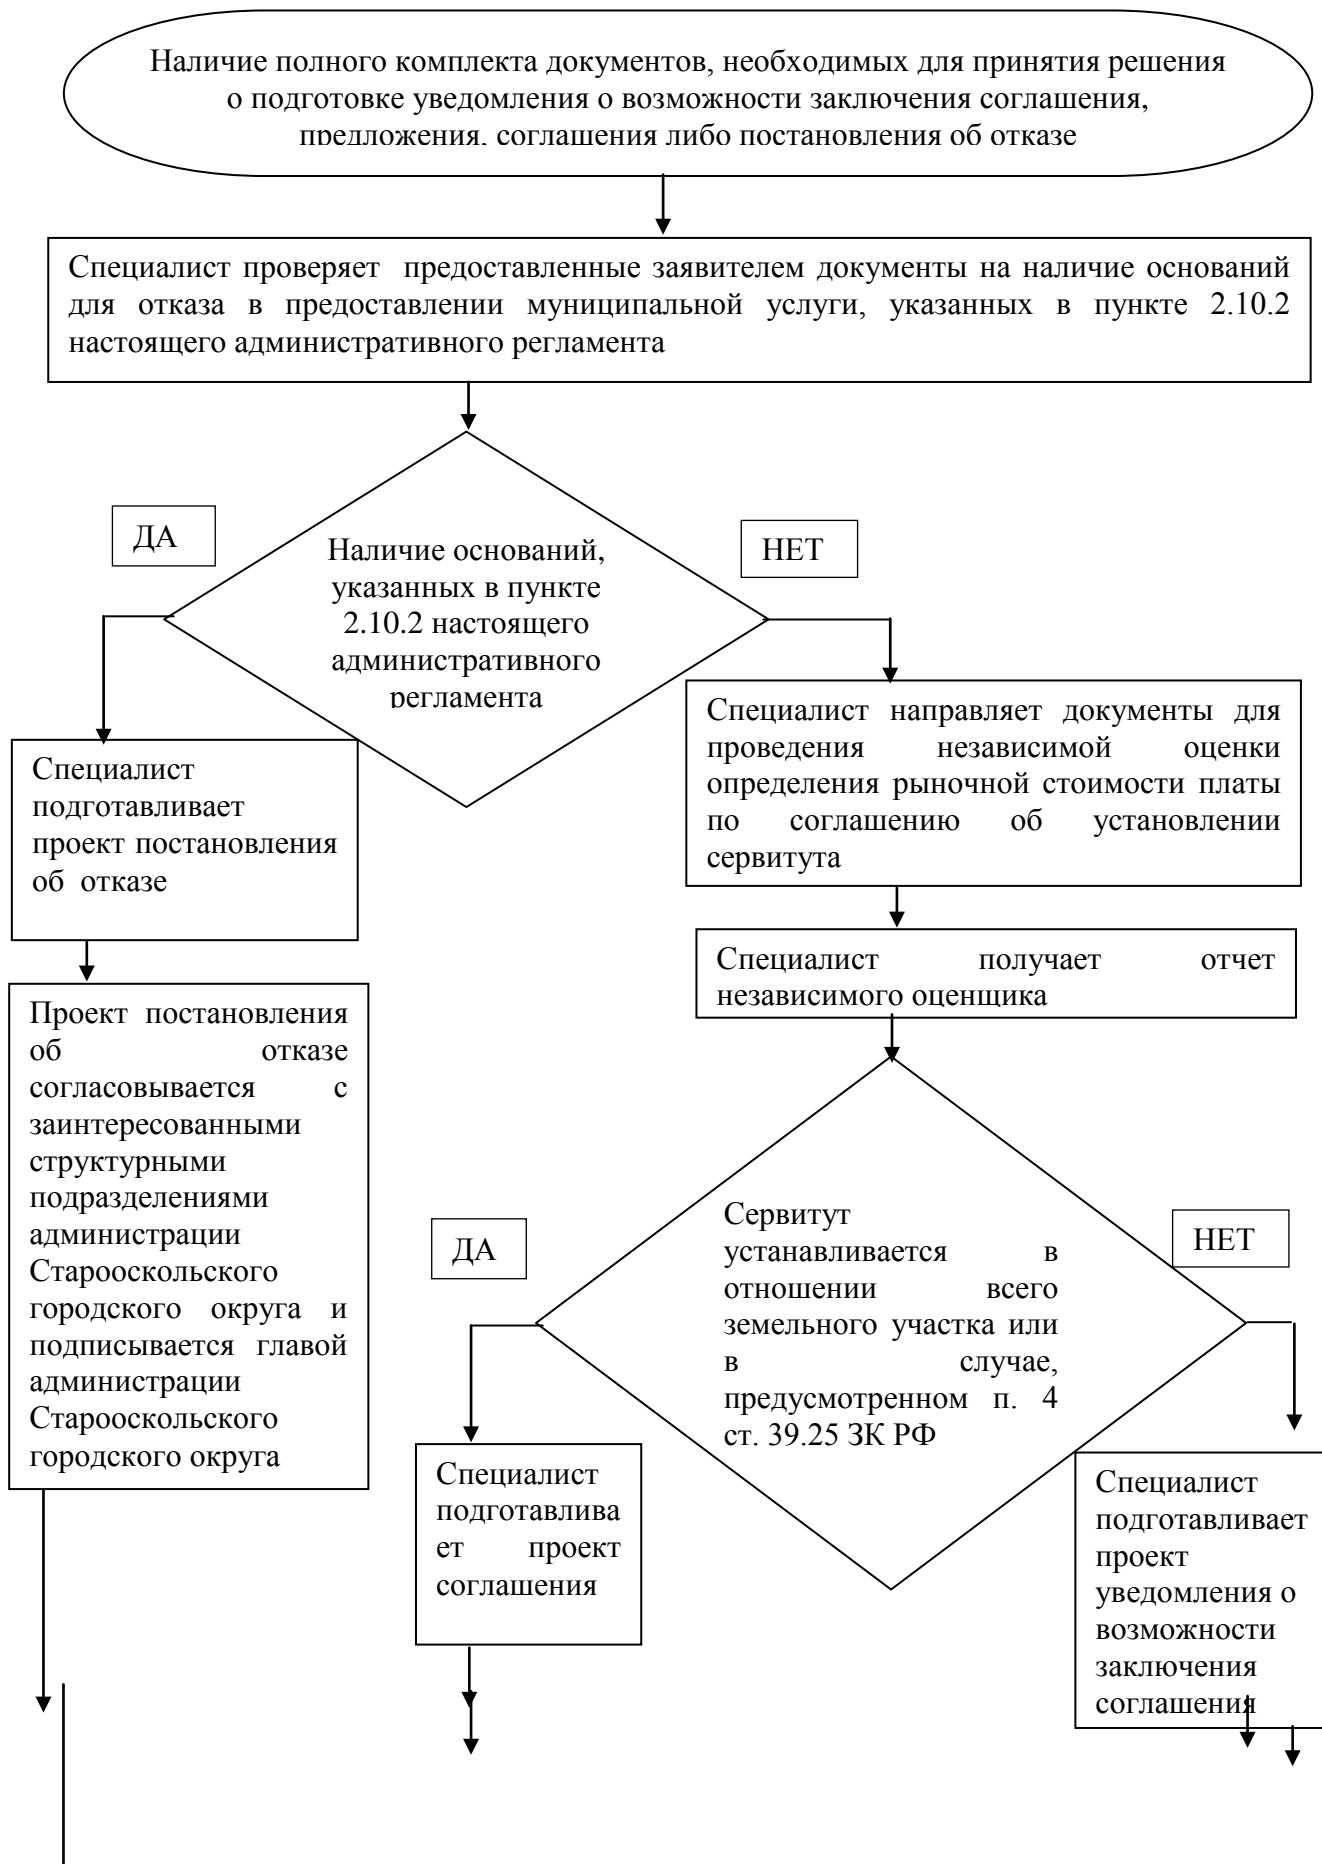 Наличие полного комплекта документов, необходимых для принятия решения
о подготовке уведомления о возможности заключения соглашения,
предложения, соглашения либо постановления об отказе
Специалист проверяет предоставленные заявителем документы на наличие оснований
для отказа в предоставлении муниципальной услуги, указанных в пункте 2.10.2
настоящего административного регламента
ДА
НЕТ
Наличие оснований,
указанных в пункте
2.10.2 настоящего
административного
регламента
Специалист
подготавливает
проект постановления
об отказе
Специалист направляет документы для
проведения независимой оценки
определения рыночной стоимости платы
по соглашению об установлении
сервитута
Специалист получает отчет
независимого оценщика
Проект постановления
об отказе
согласовывается с
заинтересованными
структурными
подразделениями
администрации
Старооскольского
городского округа и
подписывается главой
администрации
Старооскольского
городского округа
ДА
НЕТ
Сервитут
устанавливается в
отношении всего
земельного участка или
в случае,
предусмотренном п. 4
ст. 39.25 ЗК РФ
Специалист
подготавлива
ет проект
соглашения
Специалист
подготавливает
проект
уведомления о
возможности
заключения
соглашения